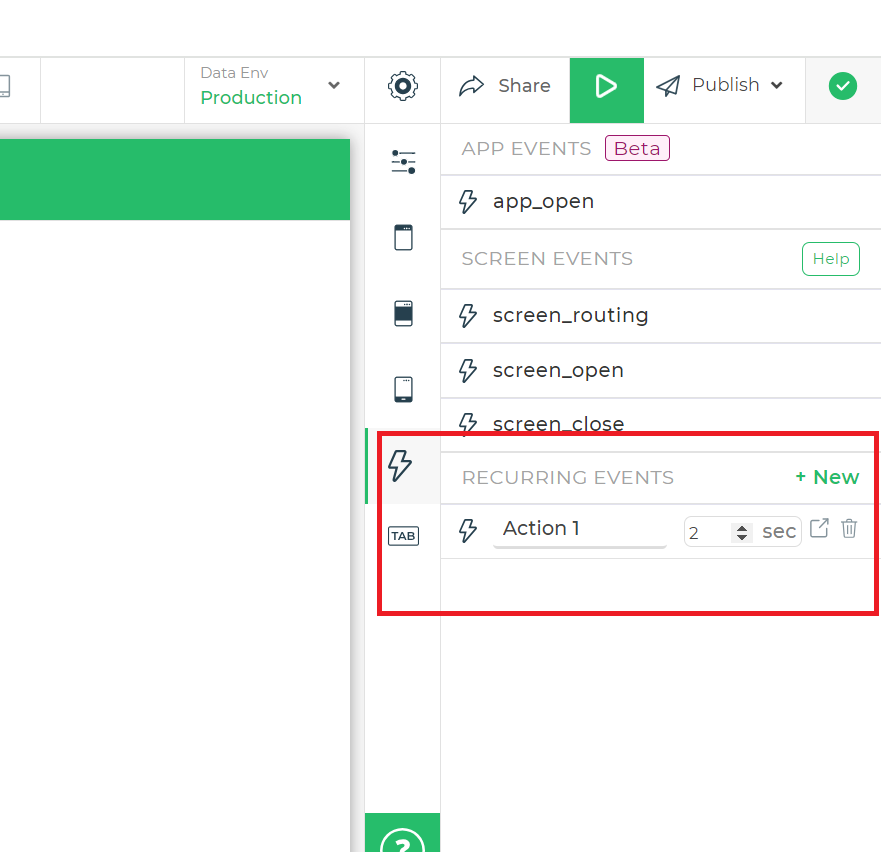 Data Env
Production
Share
Publish
APP EVENTS Beta
app_open
SCREEN EVENTS Help
screen_routing
screen_open
screen_close
RECURRING EVENTS + New
Action 1 2 sec
TAB
?